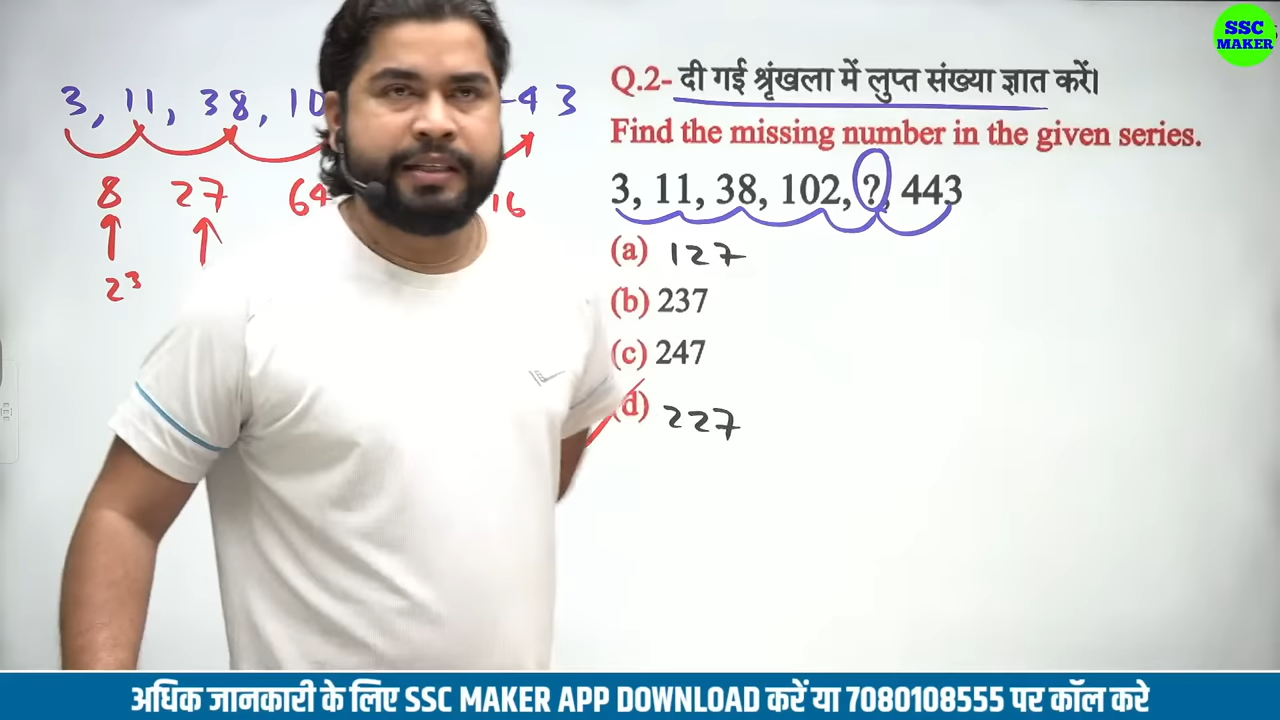 SSC
MAKER
3, 11, 38, 10
43
8 27 64
16
2³
Q.2- दी गई श्रृंखला में लुप्त संख्या ज्ञात करें।
Find the missing number in the given series.
3, 11, 38, 102, ?, 443
(a) 127
(b) 237
(c) 247
(d) 227
अधिक जानकारी के लिए SSC MAKER APP DOWNLOAD करें या 7080108555 पर कॉल करे